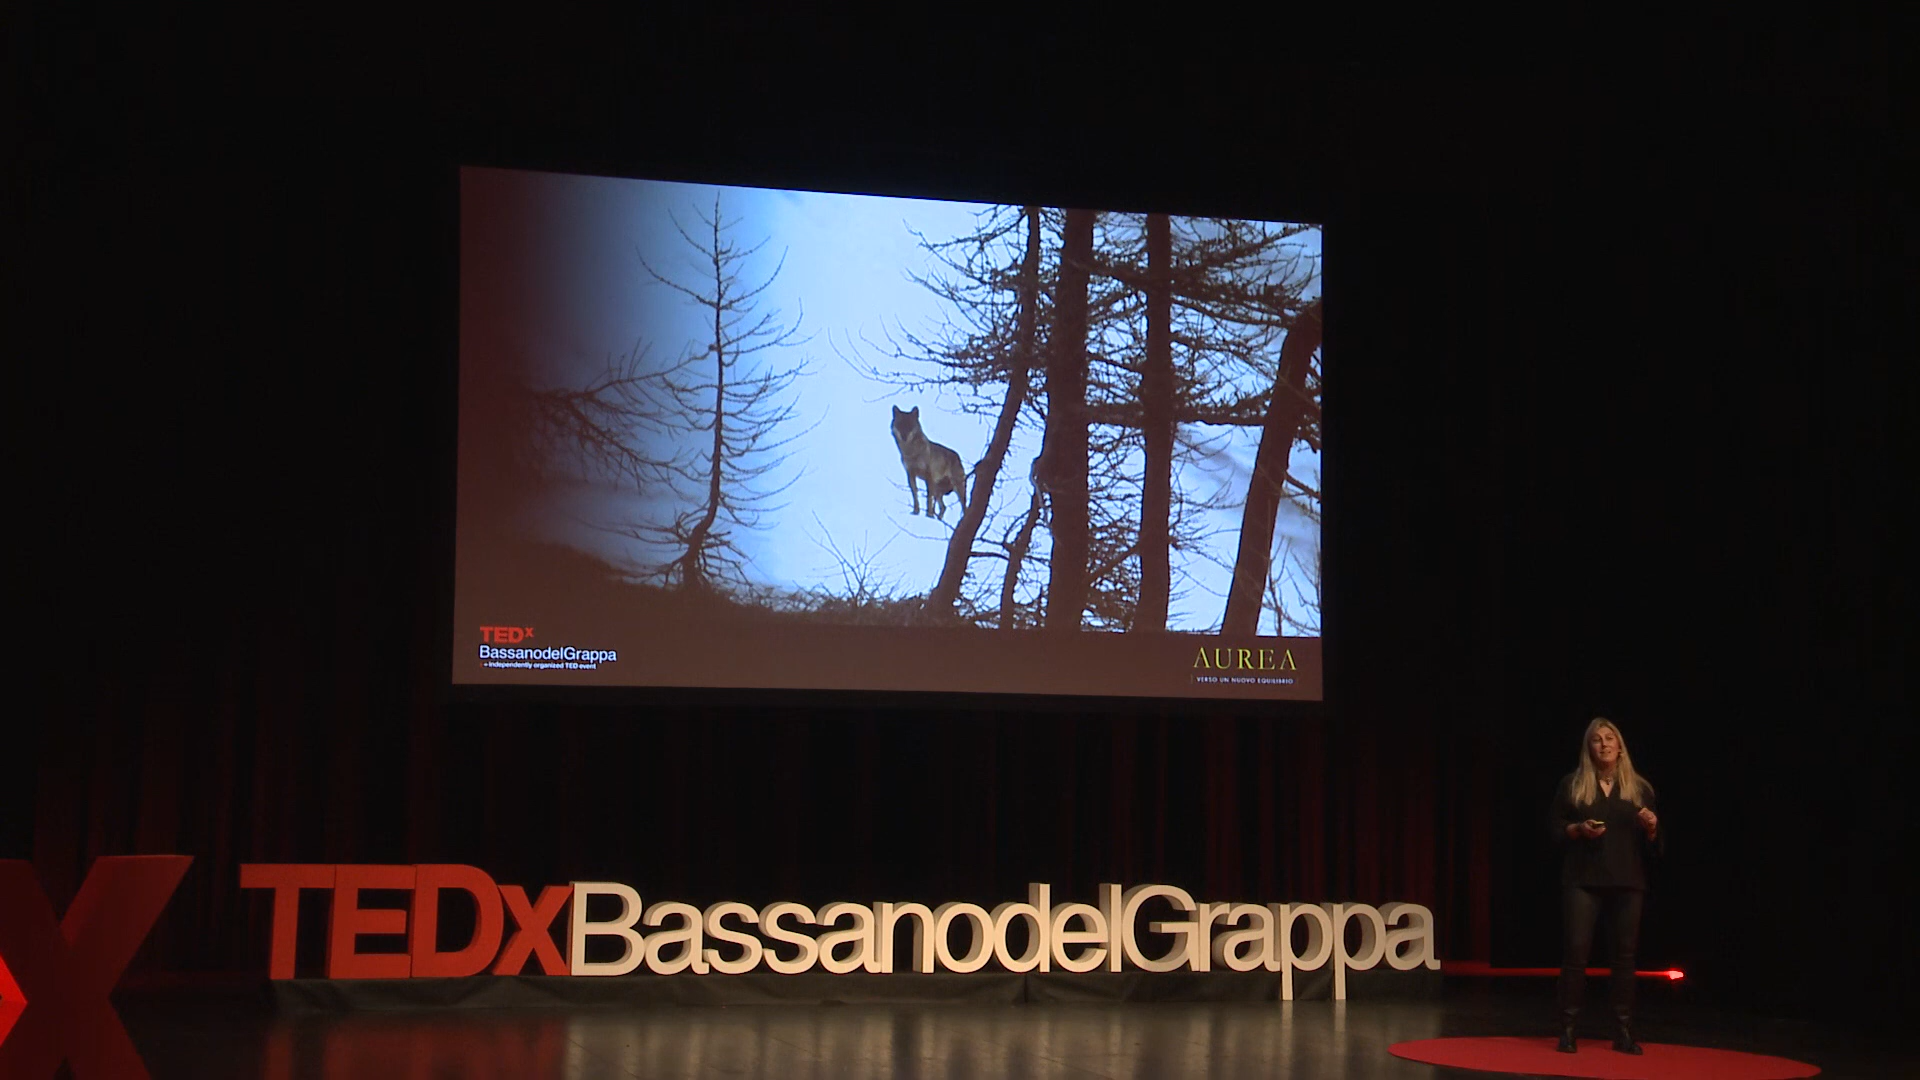 TEDx
BassanodelGrappa
= independently organized TED event
AUREA
VERSO UN NUOVO EQUILIBRIO
X
TEDxBassanodelGrappa